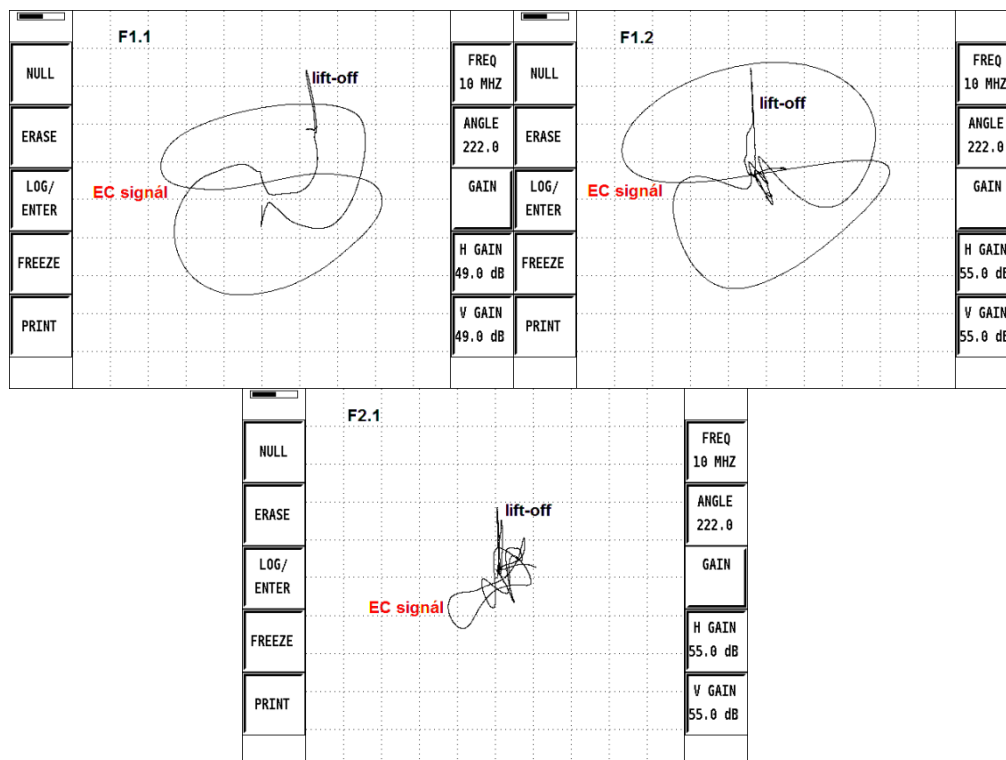 F1.1
NULL
ERASE
LOG/
ENTER
FREEZE
PRINT
lift-off
EC signál
FREQ
10 MHZ
ANGLE
222.0
GAIN
H GAIN
49.0 dB
V GAIN
49.0 dB
F1.2
NULL
ERASE
LOG/
ENTER
FREEZE
PRINT
lift-off
EC signál
FREQ
10 MHZ
ANGLE
222.0
GAIN
H GAIN
55.0 dB
V GAIN
55.0 dB
F2.1
NULL
ERASE
LOG/
ENTER
FREEZE
PRINT
lift-off
EC signál
FREQ
10 MHZ
ANGLE
222.0
GAIN
H GAIN
55.0 dB
V GAIN
55.0 dB